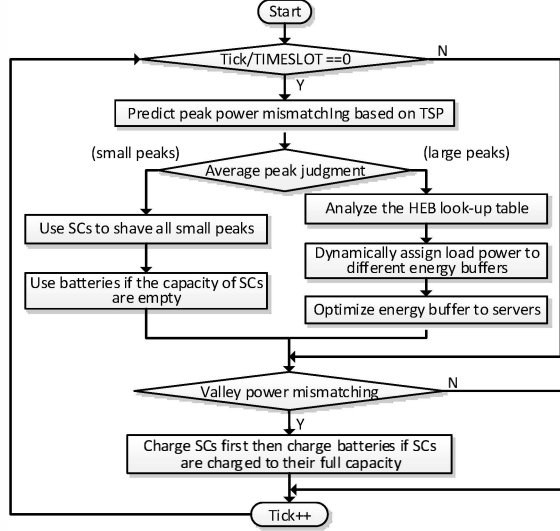 Start
Tick/TIMESLOT ==0
N
Y
Predict peak power mismatchIng based on TSP
(small peaks)
(large peaks)
Average peak judgment
Use SCs to shave all small peaks
Analyze the HEB look-up table
Use batteries if the capacity of SCs
are empty
Dynamically assign load power to
different energy buffers
Optimize energy buffer to servers
Valley power mismatching
N
Y
Charge SCs first then charge batteries if SCs
are charged to their full capacity
Tick++